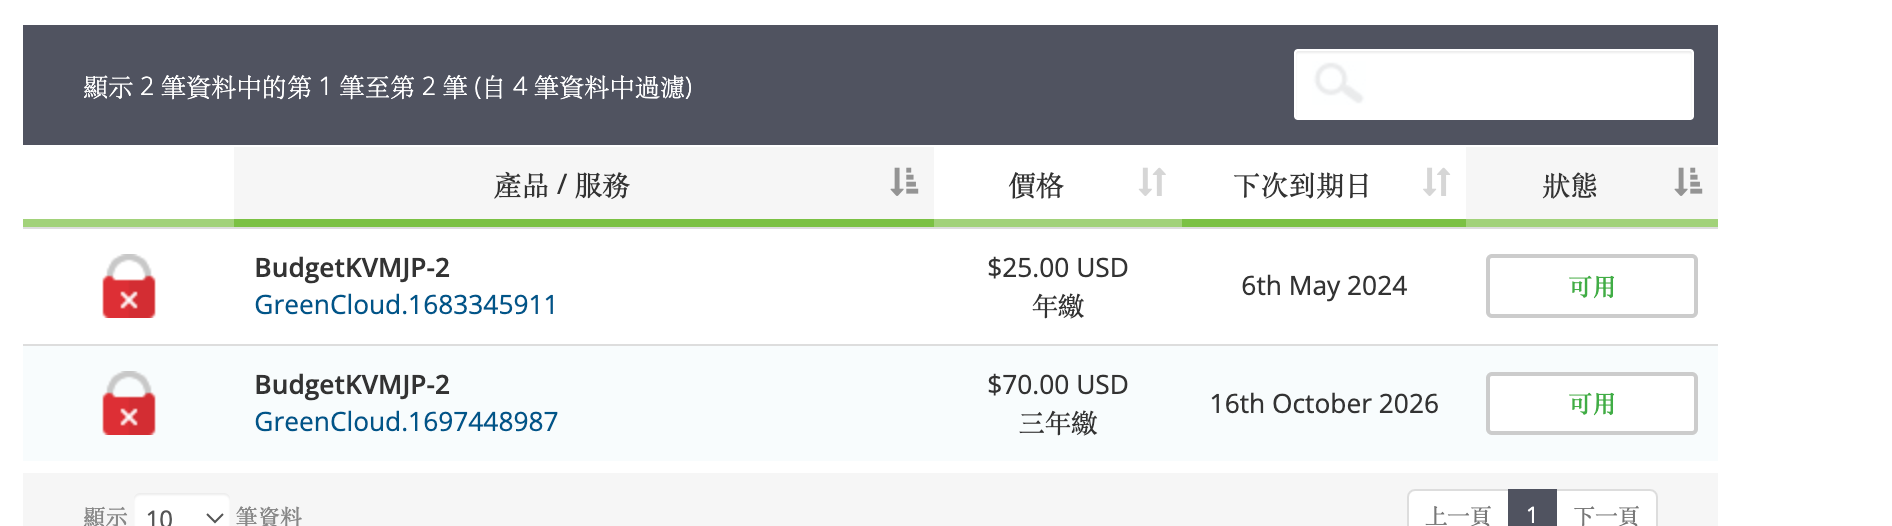 顯示 2 筆資料中的第 1 筆至第 2 筆 (自 4 筆資料中過濾)
產品 / 服務 價格 下次到期日 狀態
BudgetKVMJP-2 $25.00 USD 6th May 2024 可用
GreenCloud.1683345911 年繳
BudgetKVMJP-2 $70.00 USD 16th October 2026 可用
GreenCloud.1697448987 三年繳
顯示 10 筆資料 上一頁 1 下一頁